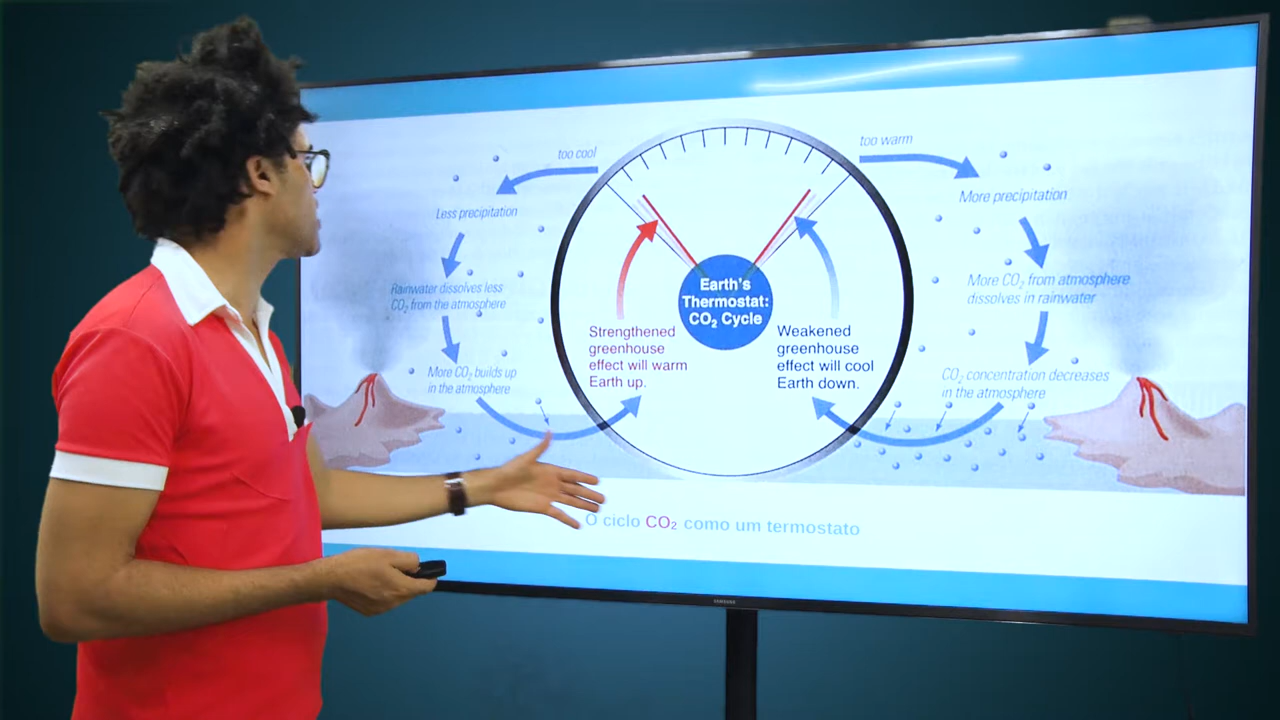 too cool
Less precipitation
Rainwater dissolves less
CO₂ from the atmosphere
More CO₂ builds up
in the atmosphere
Earth's
Thermostat:
CO₂ Cycle
Strengthened
greenhouse
effect will warm
Earth up.
Weakened
greenhouse
effect will cool
Earth down.
too warm
More precipitation
More CO₂ from atmosphere
dissolves in rainwater
CO₂ concentration decreases
in the atmosphere
O ciclo CO₂ como um termostato
SAMSUNG